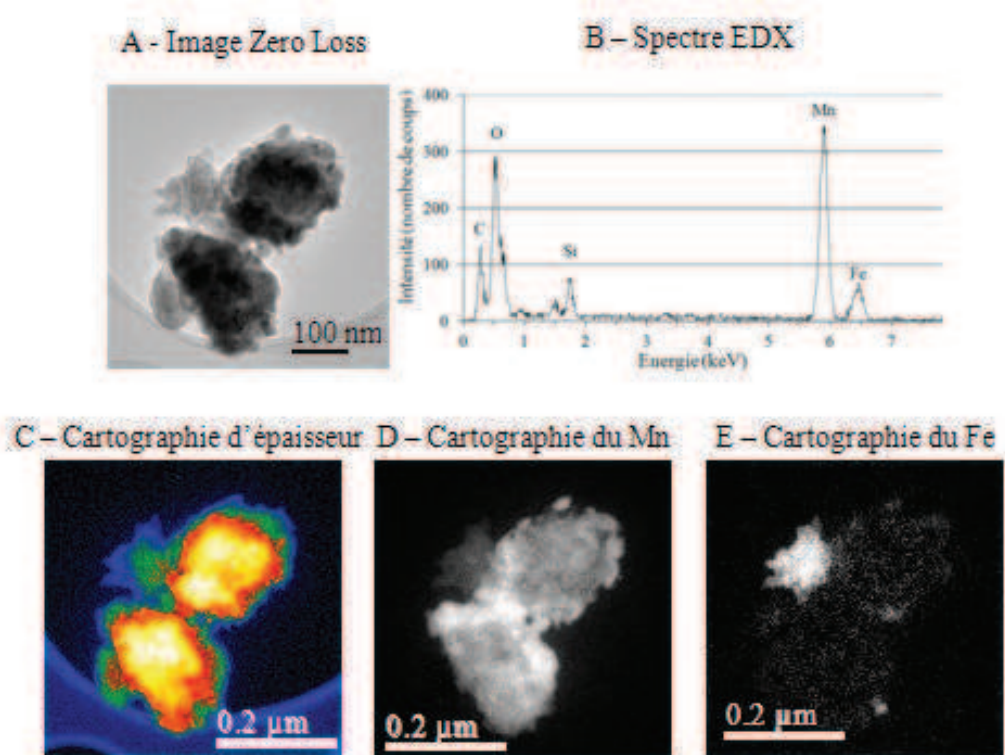 A - Image Zero Loss
B – Spectre EDX
100 nm
Intensité (nombre de coups)
400
300
200
100
0
C
O
Si
Mn
Fe
0 1 2 3 4 5 6 7
Energie (keV)
C – Cartographie d'épaisseur
D – Cartographie du Mn
E – Cartographie du Fe
0.2 µm
0.2 µm
0.2 µm